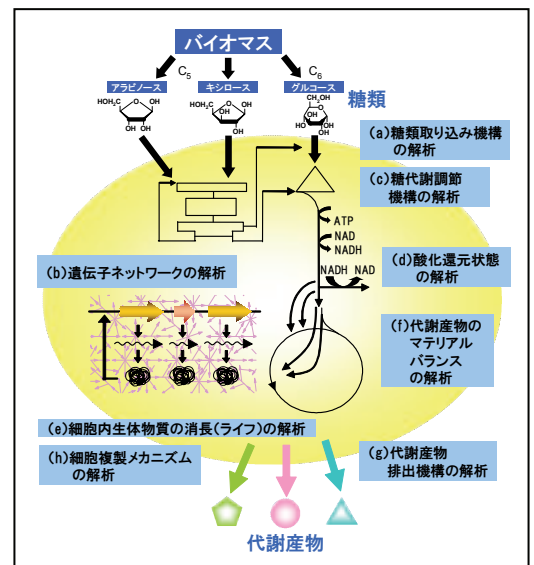 バイオマス
C5
C6
アラビノース
キシロース
グルコース
糖類
HOH2C O OH
OH OH
HOH2C O OH
OH
CH2OH
O
HO OH OH
OH
(a)糖類取り込み機構
の解析
(c)糖代謝調節
機構の解析
ATP
NAD
NADH
(b)遺伝子ネットワークの解析
NADH NAD
(d)酸化還元状態
の解析
(f)代謝産物の
マテリアル
バランス
の解析
(e)細胞内生体物質の消長(ライフ)の解析
(h)細胞複製メカニズム
の解析
(g)代謝産物
排出機構の解析
代謝産物